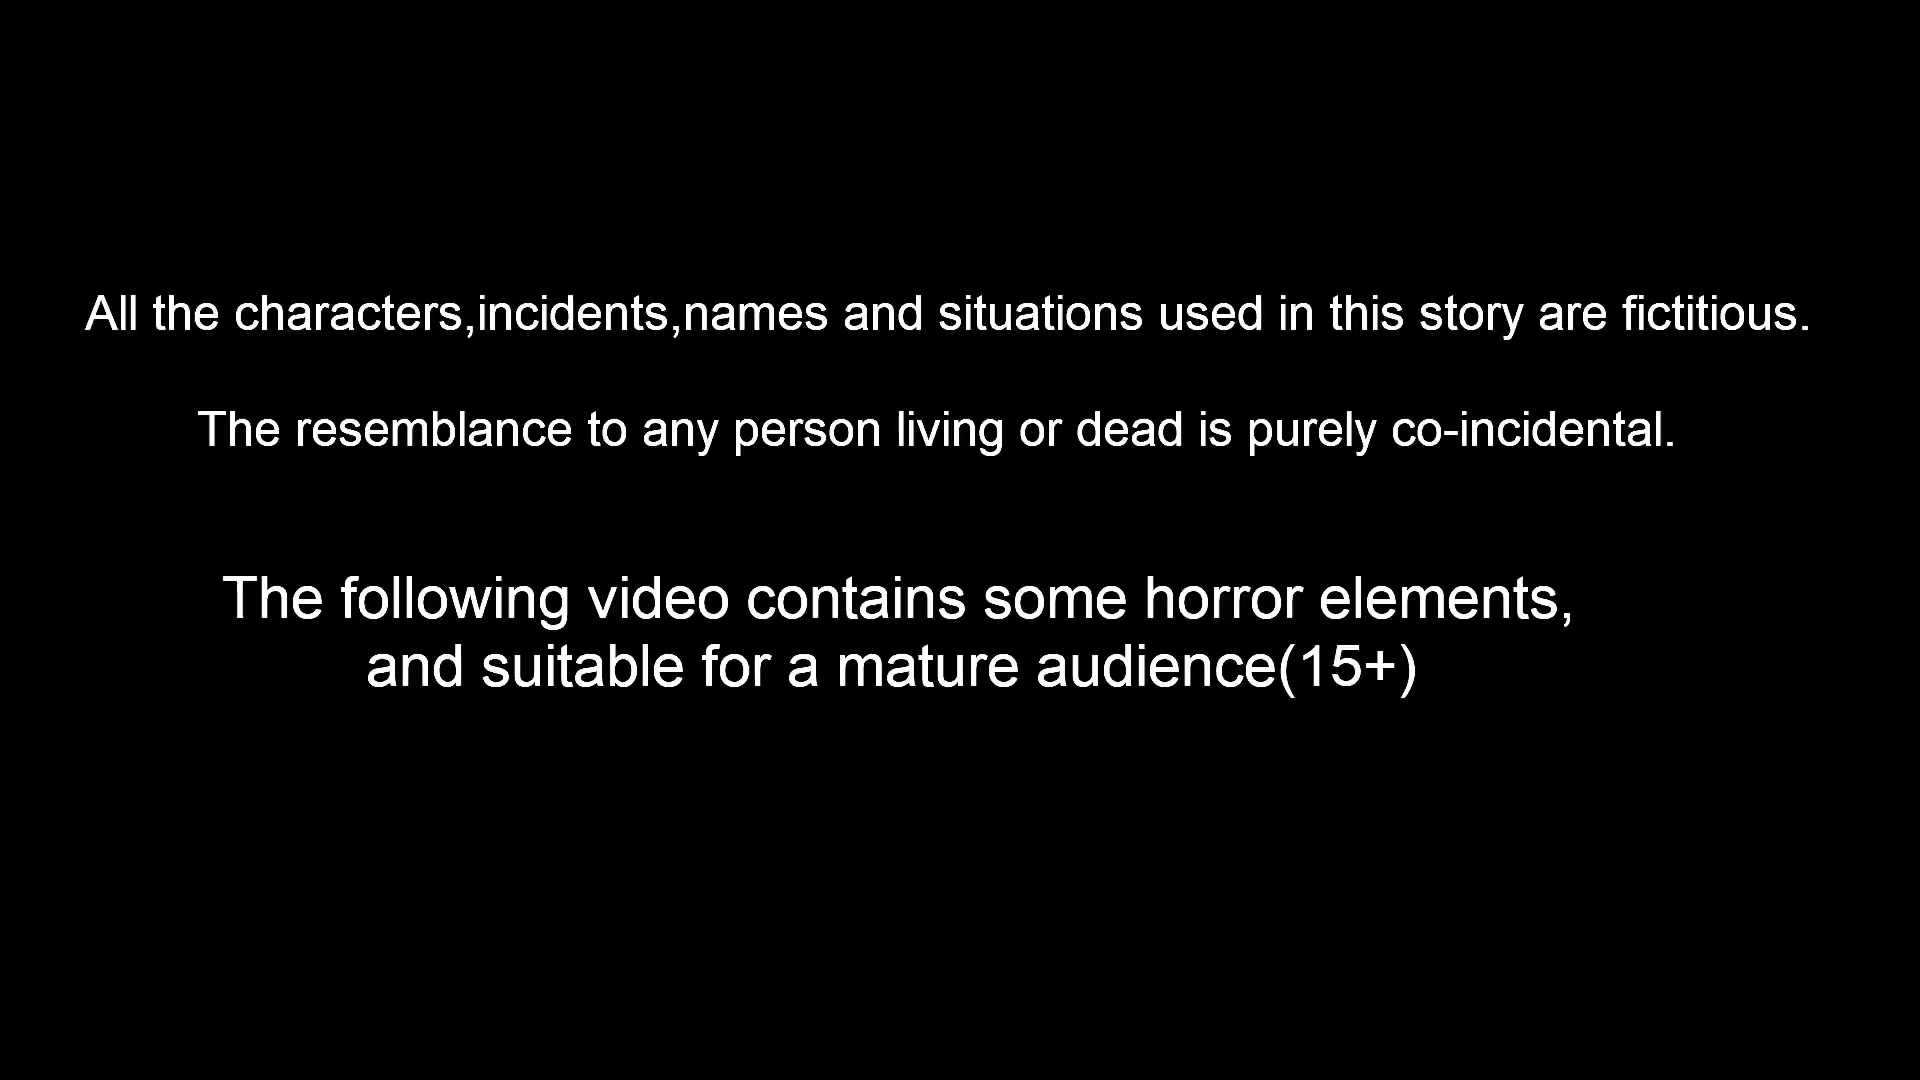 All the characters,incidents,names and situations used in this story are fictitious.
The resemblance to any person living or dead is purely co-incidental.
The following video contains some horror elements,
and suitable for a mature audience(15+)